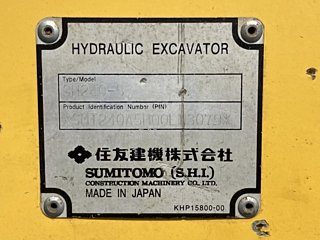 HYDRAULIC EXCAVATOR
Type/Model
Product Identification Number (PIN)
住友建機株式会社
SUMITOMO (S.H.I.)
CONSTRUCTION MACHINERY CO., LTD.
MADE IN JAPAN
KHP15800-00